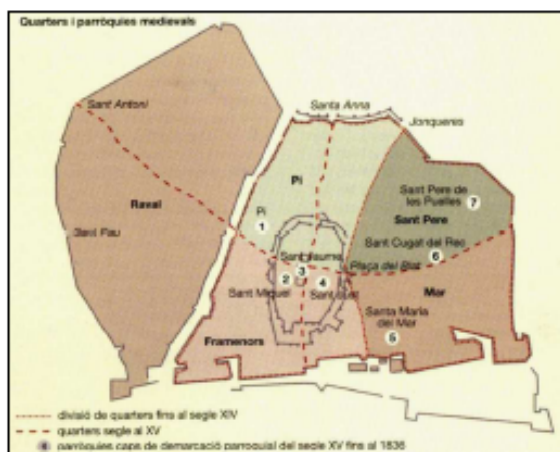 Quarters i parròquies medievals
Sant Antoni
Santa Anna
Jonqueres
Pi
Raval
Sant Pere de
les Puelles
7
Pi
1
Sant Pere
Sant Pau
Sant Cugat del Rec
6
Sant Jaume
Plaça del Blat
3
2
4
Sant Miquel
Sant Just
Mar
Santa Maria
del Mar
5
Framenors
divisió de quarters fins al segle XIV
quarters segle al XV
parròquies caps de demarcació parroquial del segle XV fins al 1836